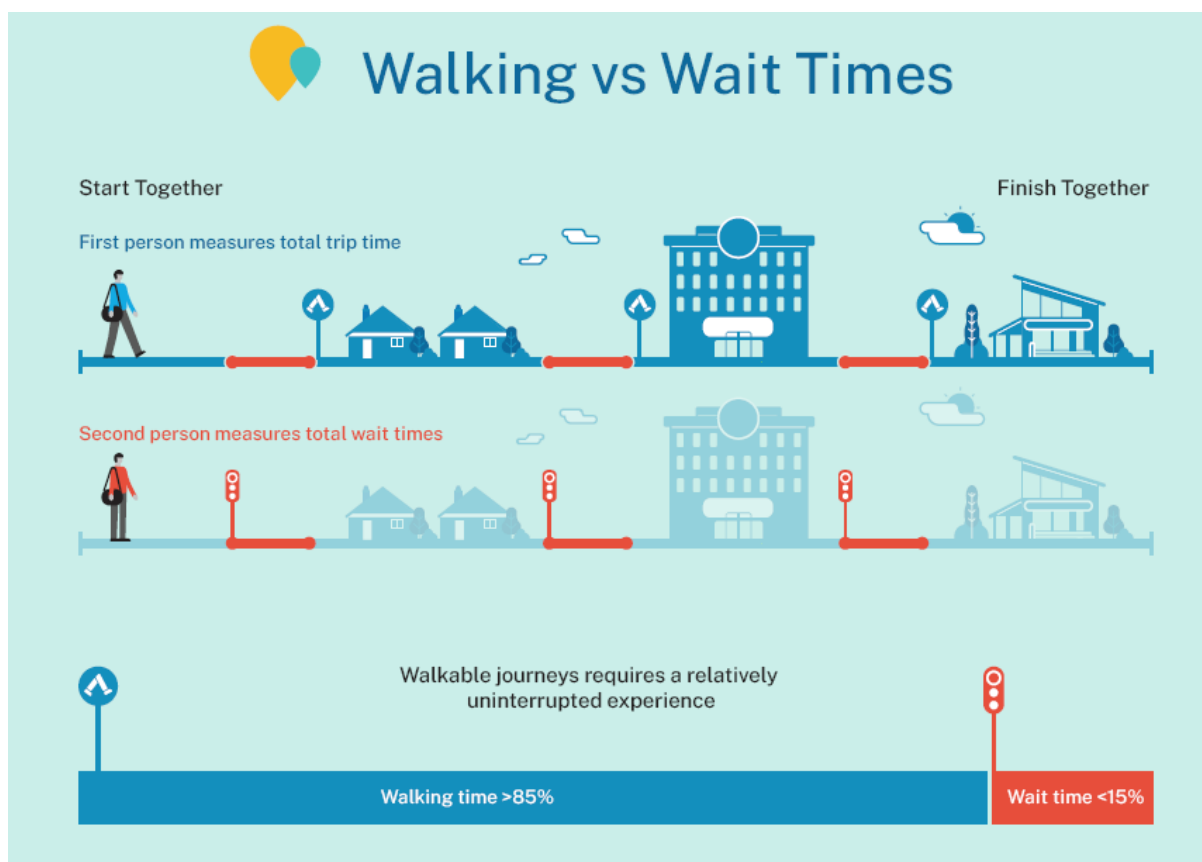 Walking vs Wait Times
Start Together
Finish Together
First person measures total trip time
Second person measures total wait times
Walkable journeys requires a relatively
uninterrupted experience
Walking time >85%
Wait time <15%